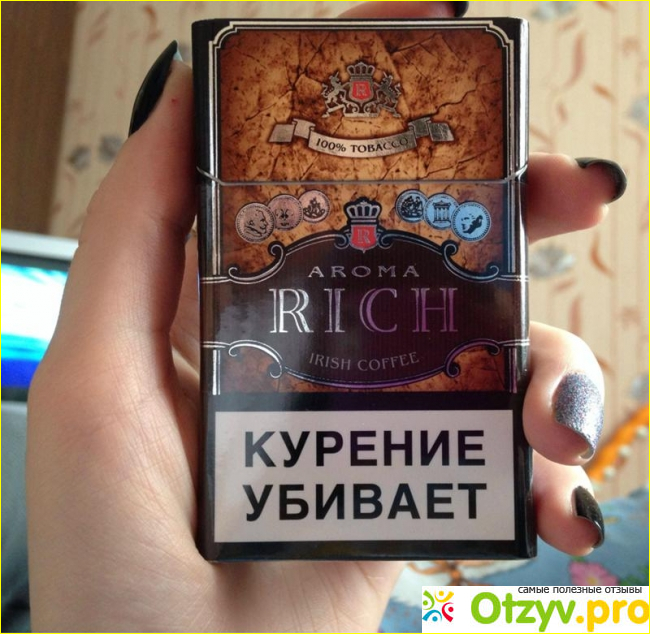 R
100% TOBACCO
R
AROMA
RICH
IRISH COFFEE
КУРЕНИЕ
УБИВАЕТ
самые полезные отзывы
Otzyv.pro